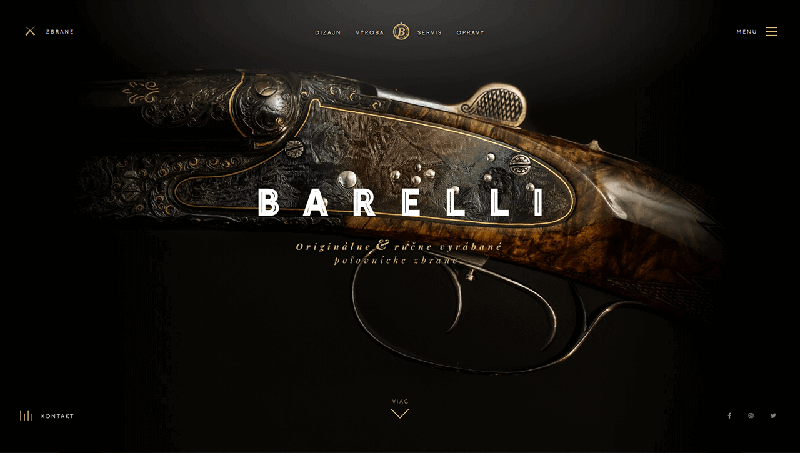 ZBRANE
DIZAJN VÝROBA B SERVIS OPRAVY
MENU
BARELLI
Originálne & ručne vyrábané
poľovnícke zbrane
VIAC
KONTAKT